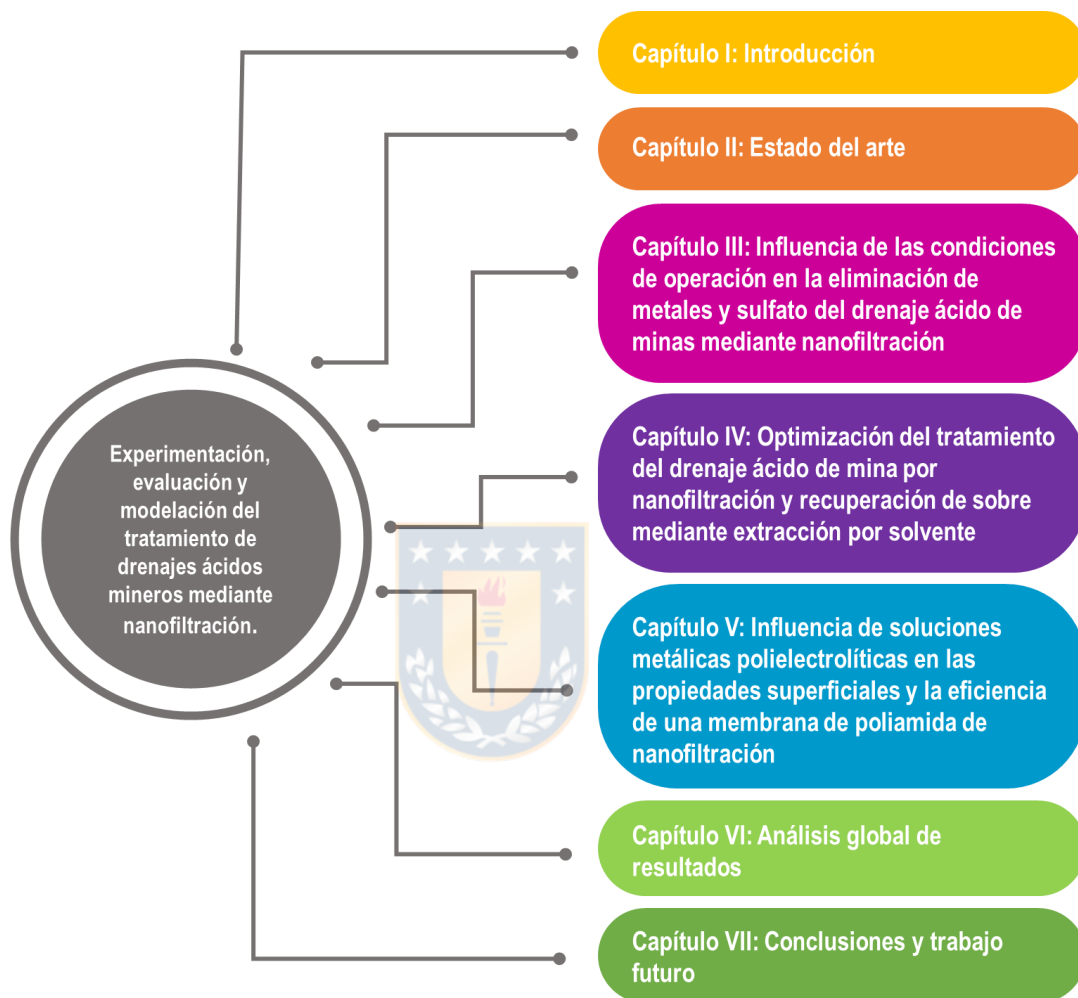 Capítulo I: Introducción
Capítulo II: Estado del arte
Capítulo III: Influencia de las condiciones
de operación en la eliminación de
metales y sulfato del drenaje ácido de
minas mediante nanofiltración
Experimentación,
evaluación y
modelación del
tratamiento de
drenajes ácidos
mineros mediante
nanofiltración.
Capítulo IV: Optimización del tratamiento
del drenaje ácido de mina por
nanofiltración y recuperación de sobre
mediante extracción por solvente
Capítulo V: Influencia de soluciones
metálicas polielectrolíticas en las
propiedades superficiales y la eficiencia
de una membrana de poliamida de
nanofiltración
Capítulo VI: Análisis global de
resultados
Capítulo VII: Conclusiones y trabajo
futuro